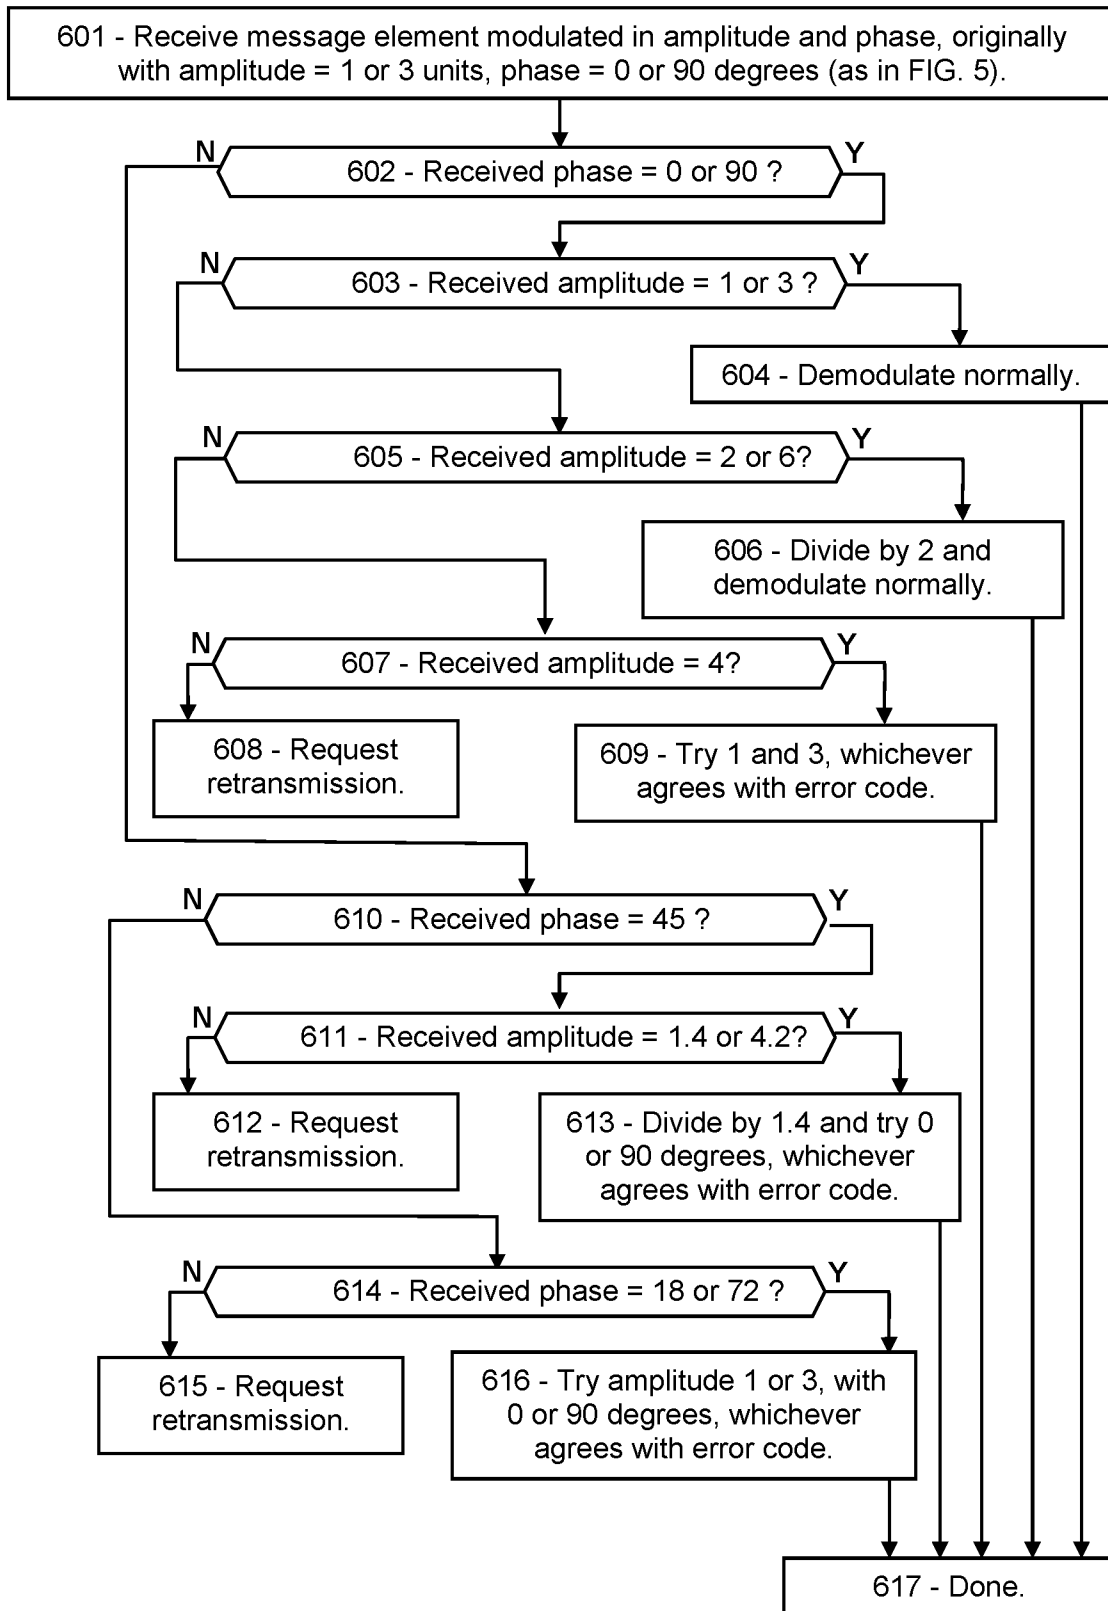 601 - Receive message element modulated in amplitude and phase, originally
with amplitude = 1 or 3 units, phase = 0 or 90 degrees (as in FIG. 5).
N
Y
602 - Received phase = 0 or 90 ?
N
Y
603 - Received amplitude = 1 or 3 ?
604 - Demodulate normally.
N
Y
605 - Received amplitude = 2 or 6?
606 - Divide by 2 and
demodulate normally.
N
Y
607 - Received amplitude = 4?
608 - Request
retransmission.
609 - Try 1 and 3, whichever
agrees with error code.
N
Y
610 - Received phase = 45 ?
N
Y
611 - Received amplitude = 1.4 or 4.2?
612 - Request
retransmission.
613 - Divide by 1.4 and try 0
or 90 degrees, whichever
agrees with error code.
N
Y
614 - Received phase = 18 or 72 ?
615 - Request
retransmission.
616 - Try amplitude 1 or 3, with
0 or 90 degrees, whichever
agrees with error code.
617 - Done.